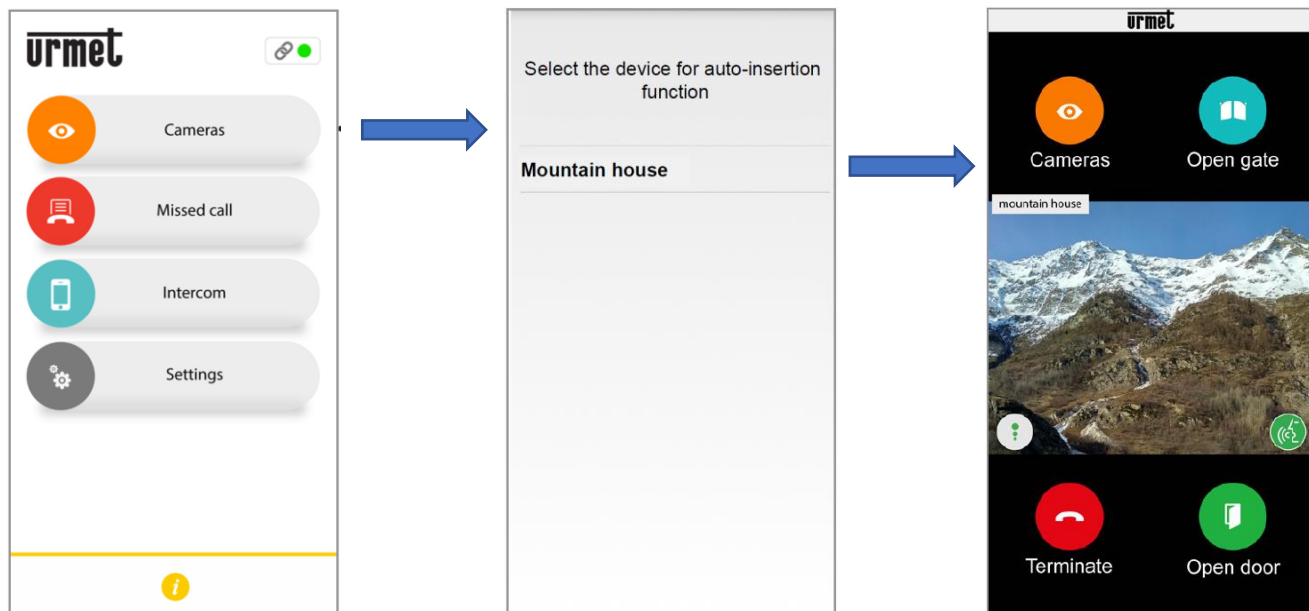 urmet
Cameras
Missed call
Intercom
Settings
i
Select the device for auto-insertion
function
Mountain house
urmet
Cameras
Open gate
mountain house
Terminate
Open door